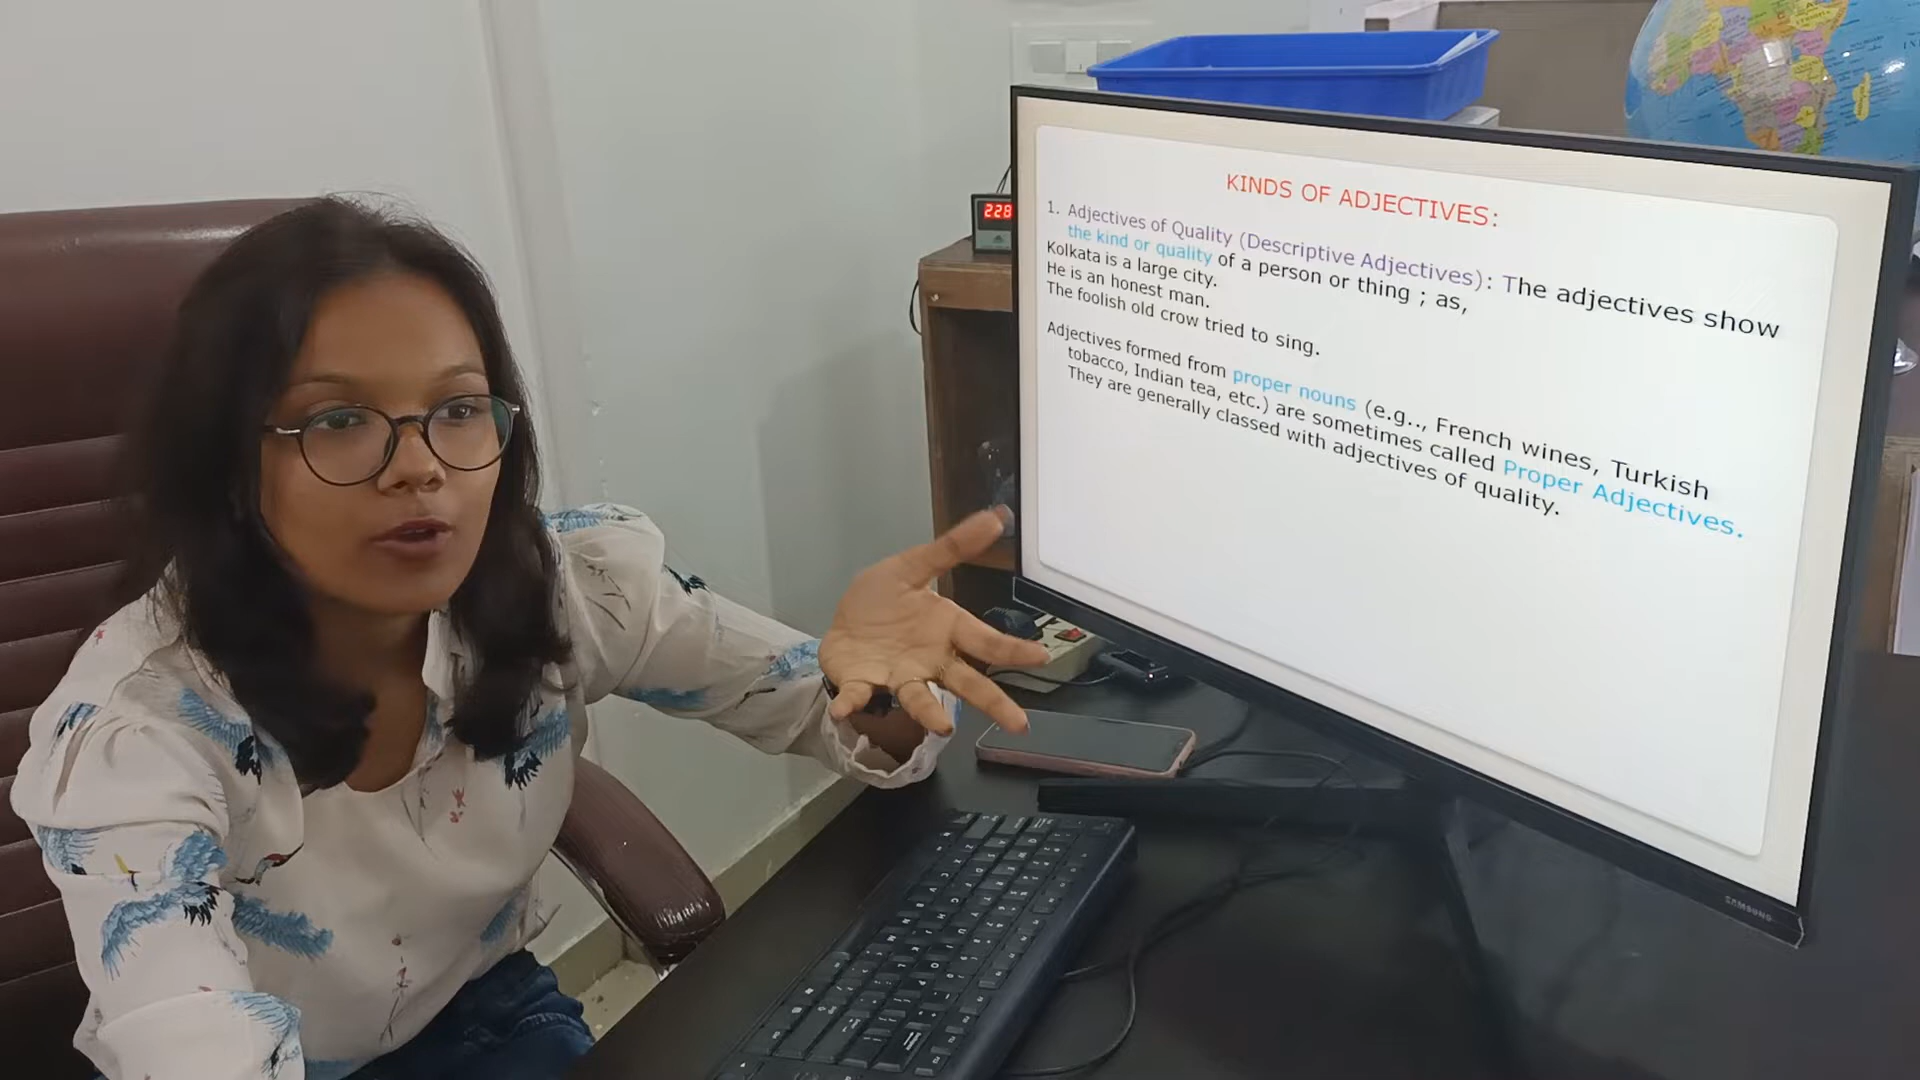 KINDS OF ADJECTIVES:
1. Adjectives of Quality (Descriptive Adjectives): The adjectives show
the kind or quality of a person or thing ; as,
Kolkata is a large city.
He is an honest man.
The foolish old crow tried to sing.
Adjectives formed from proper nouns (e.g.., French wines, Turkish
tobacco, Indian tea, etc.) are sometimes called Proper Adjectives.
They are generally classed with adjectives of quality.
228
SAMSUNG